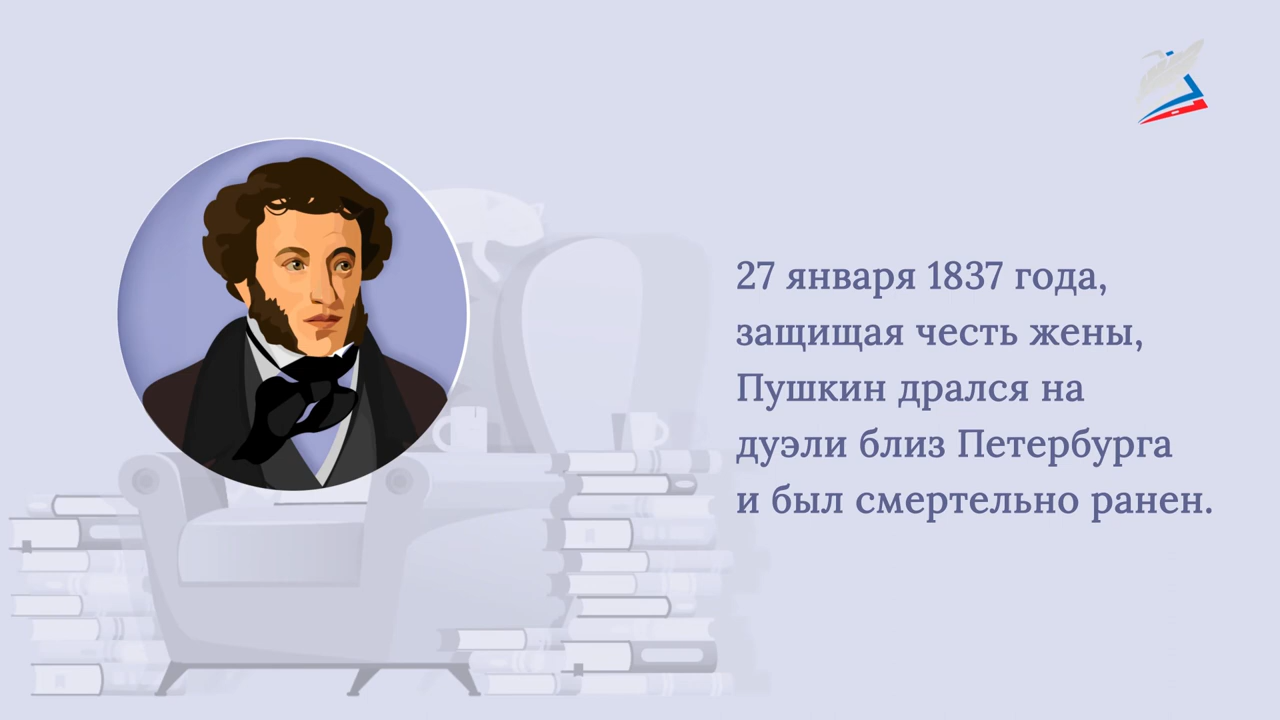 27 января 1837 года,
защищая честь жены,
Пушкин дрался на
дуэли близ Петербурга
и был смертельно ранен.